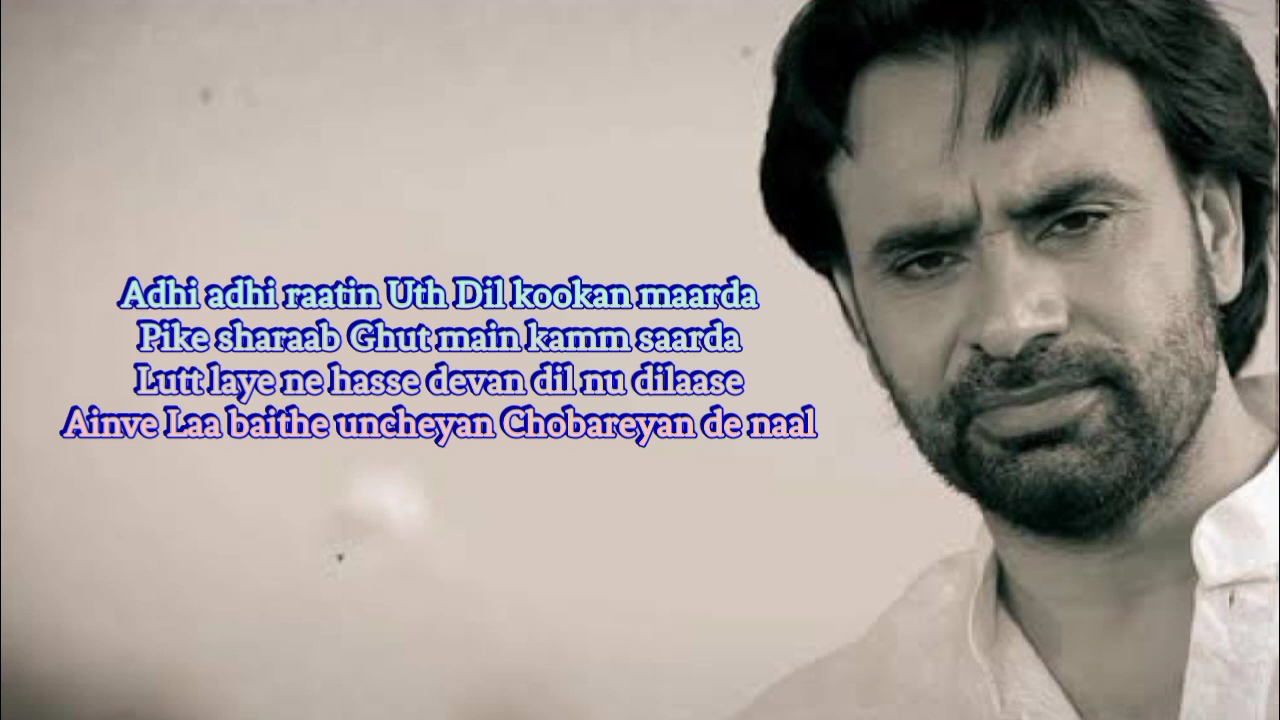 Adhi adhi raatin Uth Dil kookan maarda
Pike sharaab Ghut main kamm saarda
Lutt laye ne hasse devan dil nu dilaase
Ainve Laa baithe uncheyan Chobareyan de naal